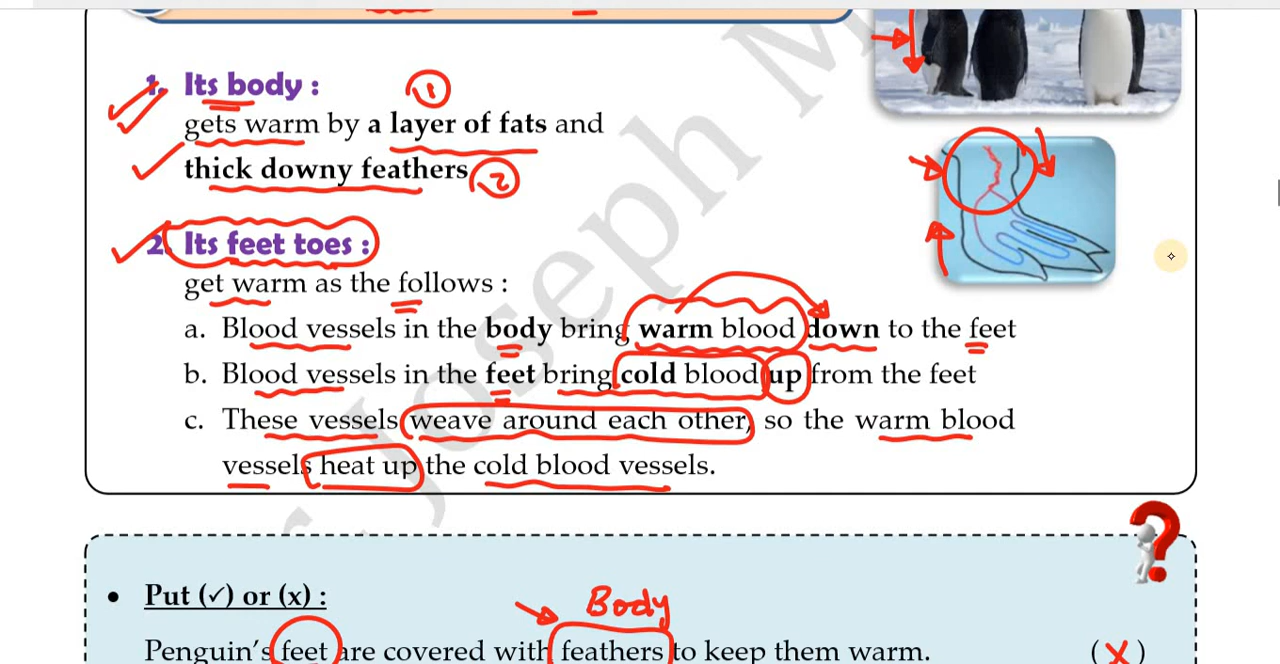 1. Its body :
①
gets warm by a layer of fats and
thick downy feathers
②
2. Its feet toes :
get warm as the follows :
a. Blood vessels in the body bring warm blood down to the feet
b. Blood vessels in the feet bring cold blood up from the feet
c. These vessels weave around each other, so the warm blood
vessels heat up the cold blood vessels.
Joseph M
?
• Put (✓) or (x) :
Body
Penguin's feet are covered with feathers to keep them warm. (X)